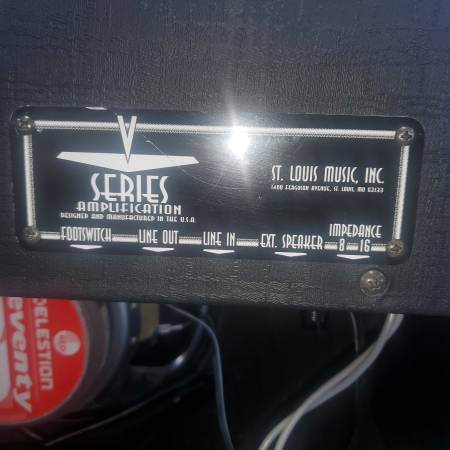 V
SERIES
AMPLIFICATION
DESIGNED AND MANUFACTURED IN THE U.S.A.
ST. LOUIS MUSIC, INC.
1400 FERGUSON AVENUE, ST. LOUIS, MO 63133
IMPEDANCE
FOOTSWITCH LINE OUT LINE IN EXT. SPEAKER 8 16
CELESTION
eventy